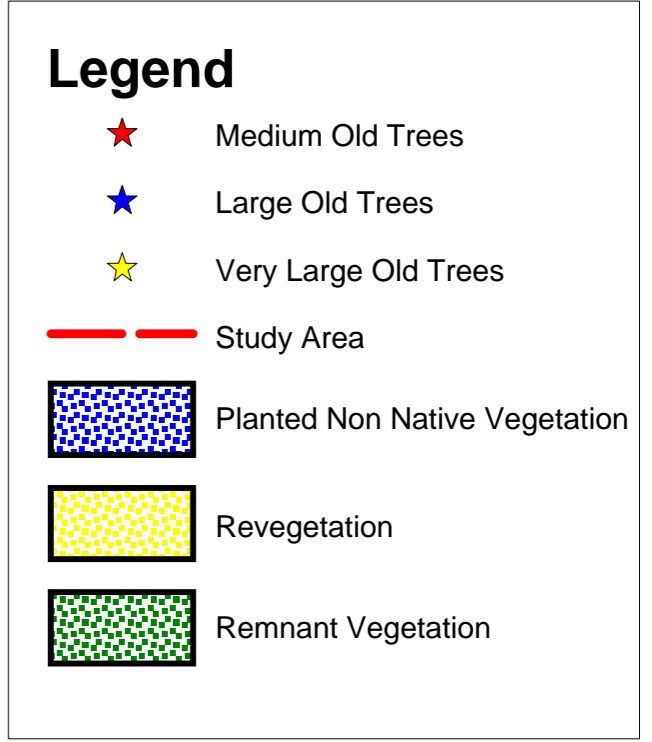 Legend
Medium Old Trees
Large Old Trees
Very Large Old Trees
Study Area
Planted Non Native Vegetation
Revegetation
Remnant Vegetation